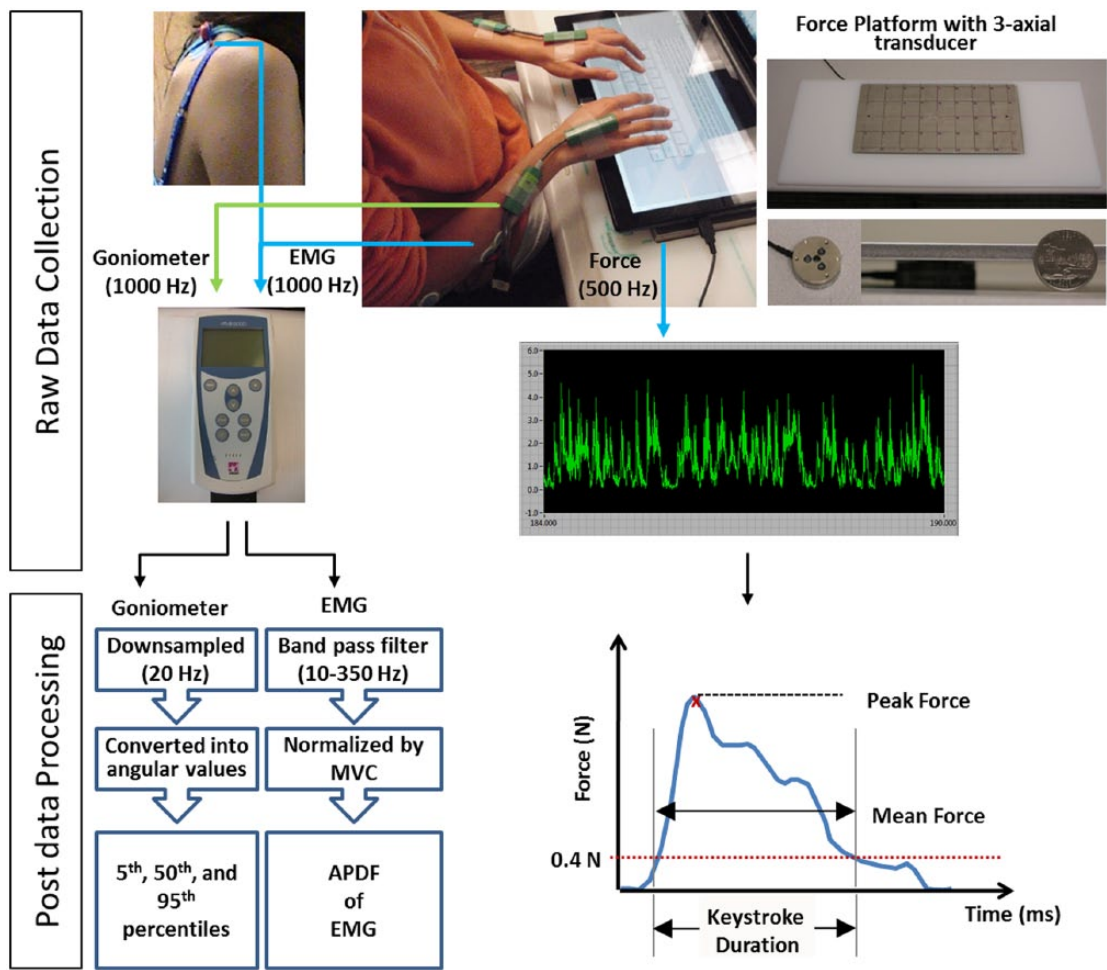 Raw Data Collection
Force Platform with 3-axial
transducer
Goniometer
(1000 Hz)
EMG
(1000 Hz)
Force
(500 Hz)
6.0
5.0
4.0
3.0
2.0
1.0
0.0
-1.0
184.000
190.000
Post data Processing
Goniometer
EMG
Downsampled
(20 Hz)
Band pass filter
(10-350 Hz)
Converted into
angular values
Normalized by
MVC
5th, 50th, and
95th
percentiles
APDF
of
EMG
Force (N)
X
Peak Force
Mean Force
0.4 N
Time (ms)
Keystroke
Duration